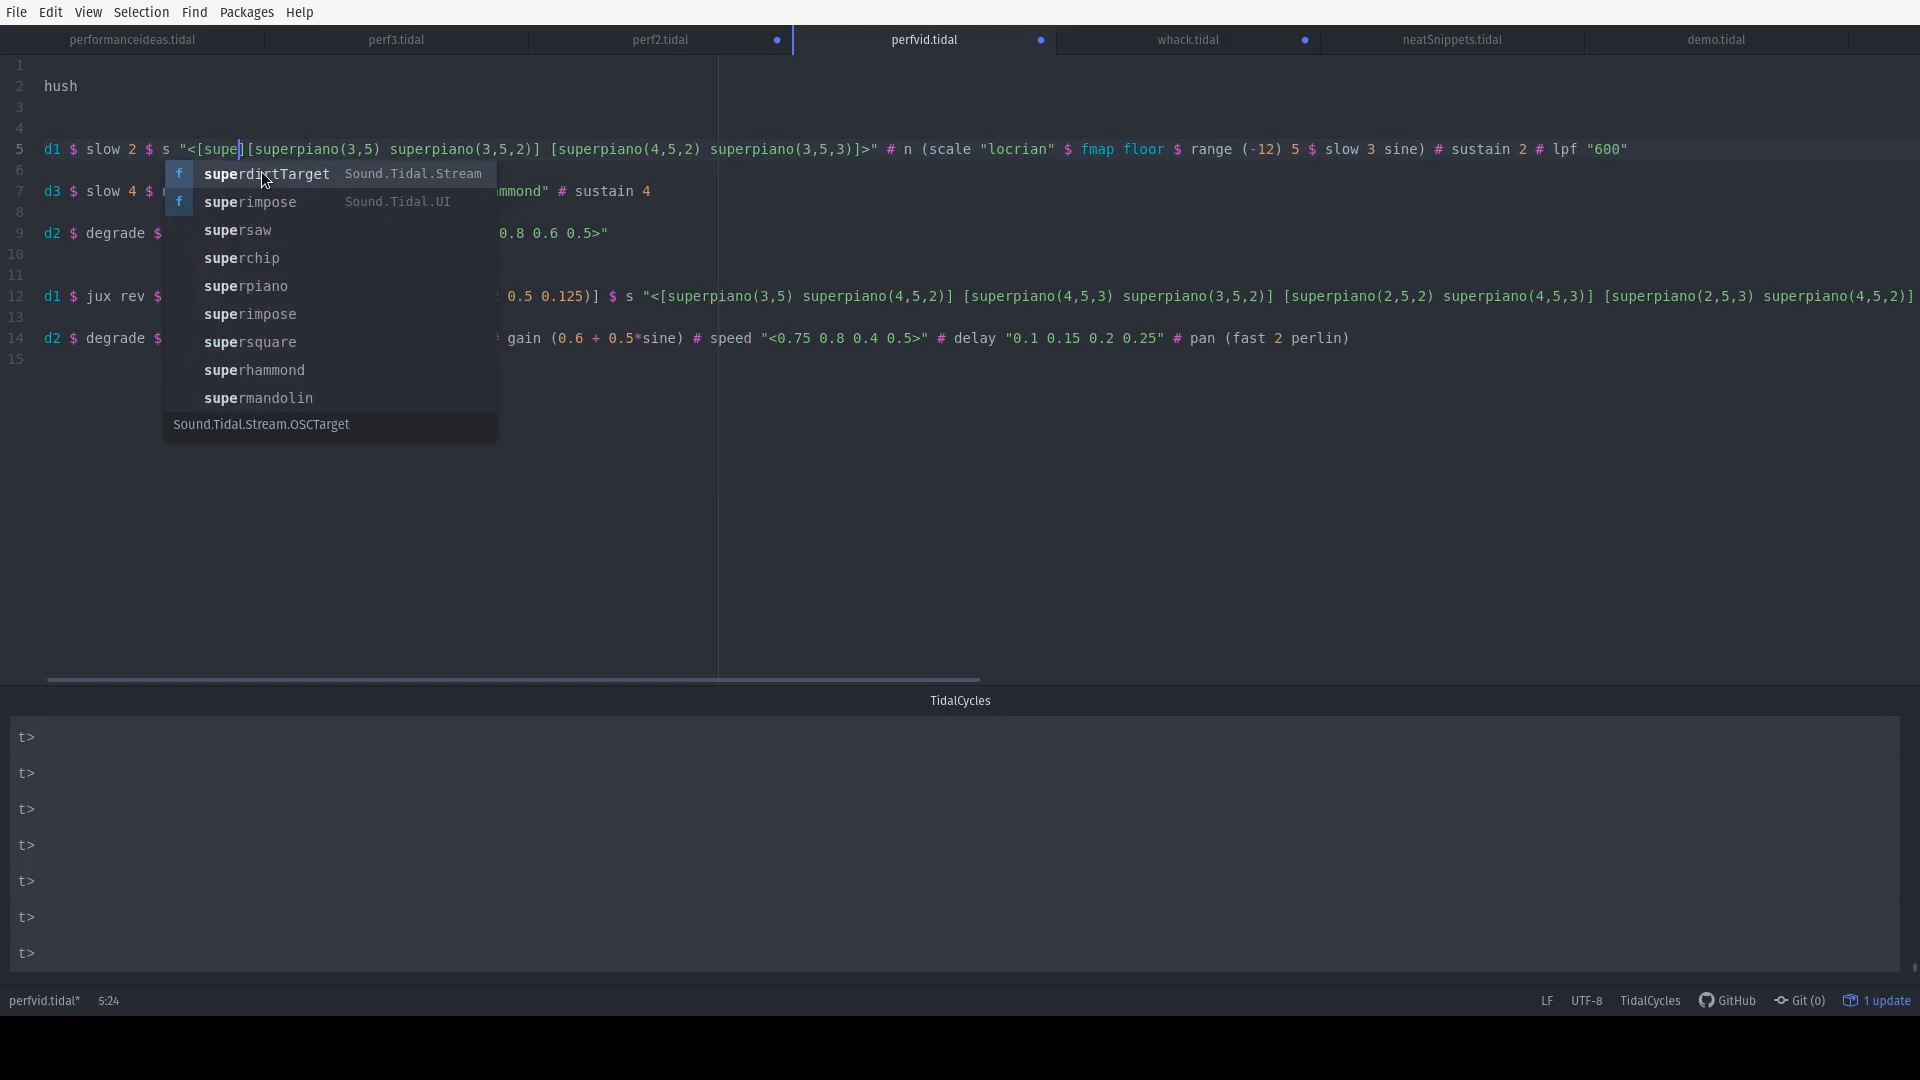 File Edit View Selection Find Packages Help
performanceideas.tidal perf3.tidal perf2.tidal perfvid.tidal whack.tidal neatSnippets.tidal demo.tidal
1
2 hush
3
4
5 d1 $ slow 2 $ s "<[supe][superpiano(3,5) superpiano(3,5,2)] [superpiano(4,5,2) superpiano(3,5,3)]>" # n (scale "locrian" $ fmap floor $ range (-12) 5 $ slow 3 sine) # sustain 2 # lpf "600"
6
superdirtTarget Sound.Tidal.Stream
7 d3 $ slow 4 $ mmond" # sustain 4
superimpose Sound.Tidal.UI
8
9 d2 $ degrade $ 0.8 0.6 0.5>"
supersaw
10
superchip
11
superpiano
12 d1 $ jux rev $ 0.5 0.125)] $ s "<[superpiano(3,5) superpiano(4,5,2)] [superpiano(4,5,3) superpiano(3,5,2)] [superpiano(2,5,2) superpiano(4,5,3)] [superpiano(2,5,3) superpiano(4,5,2)]
13
superimpose
14 d2 $ degrade $ gain (0.6 + 0.5*sine) # speed "<0.75 0.8 0.4 0.5>" # delay "0.1 0.15 0.2 0.25" # pan (fast 2 perlin)
supersquare
15
superhammond
supermandolin
Sound.Tidal.Stream.OSCTarget
TidalCycles
t>
t>
t>
t>
t>
t>
t>
perfvid.tidal* 5:24 LF UTF-8 TidalCycles GitHub Git (0) 1 update